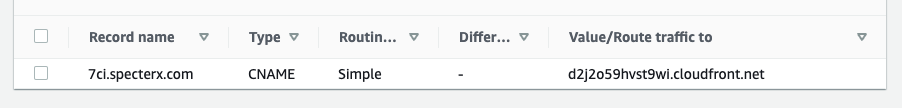 Record name Type Routin... Differ... Value/Route traffic to
7ci.specterx.com CNAME Simple - d2j2o59hvst9wi.cloudfront.net